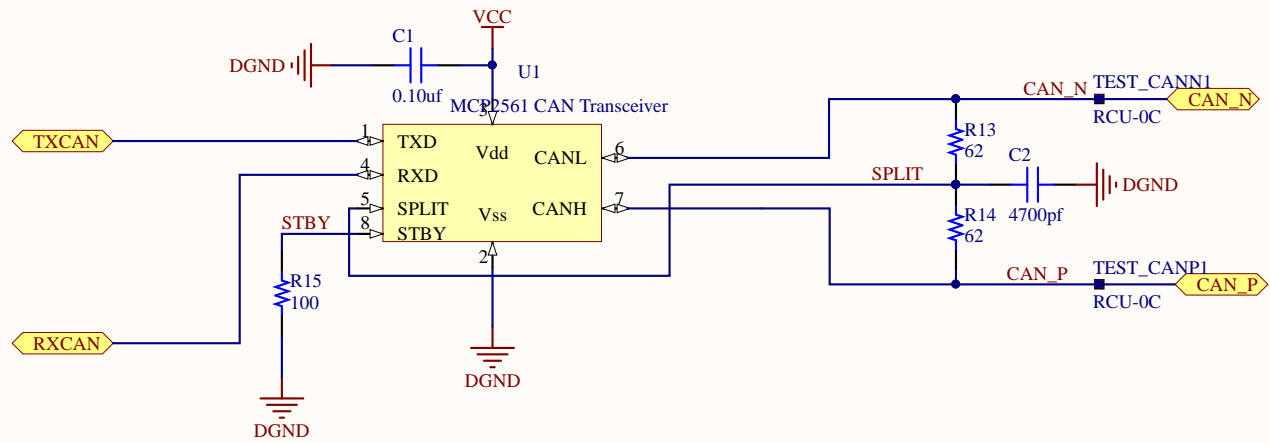 VCC
C1
DGND
0.10uf
U1
MCP2561 CAN Transceiver
3
TXCAN
1
TXD
Vdd
CANL
6
4
RXD
5
SPLIT
CANH
7
Vss
8
STBY
STBY
2
R15
100
RXCAN
DGND
DGND
CAN_N
TEST_CANN1
CAN_N
RCU-0C
R13
62
SPLIT
C2
DGND
4700pf
R14
62
CAN_P
TEST_CANP1
CAN_P
RCU-0C